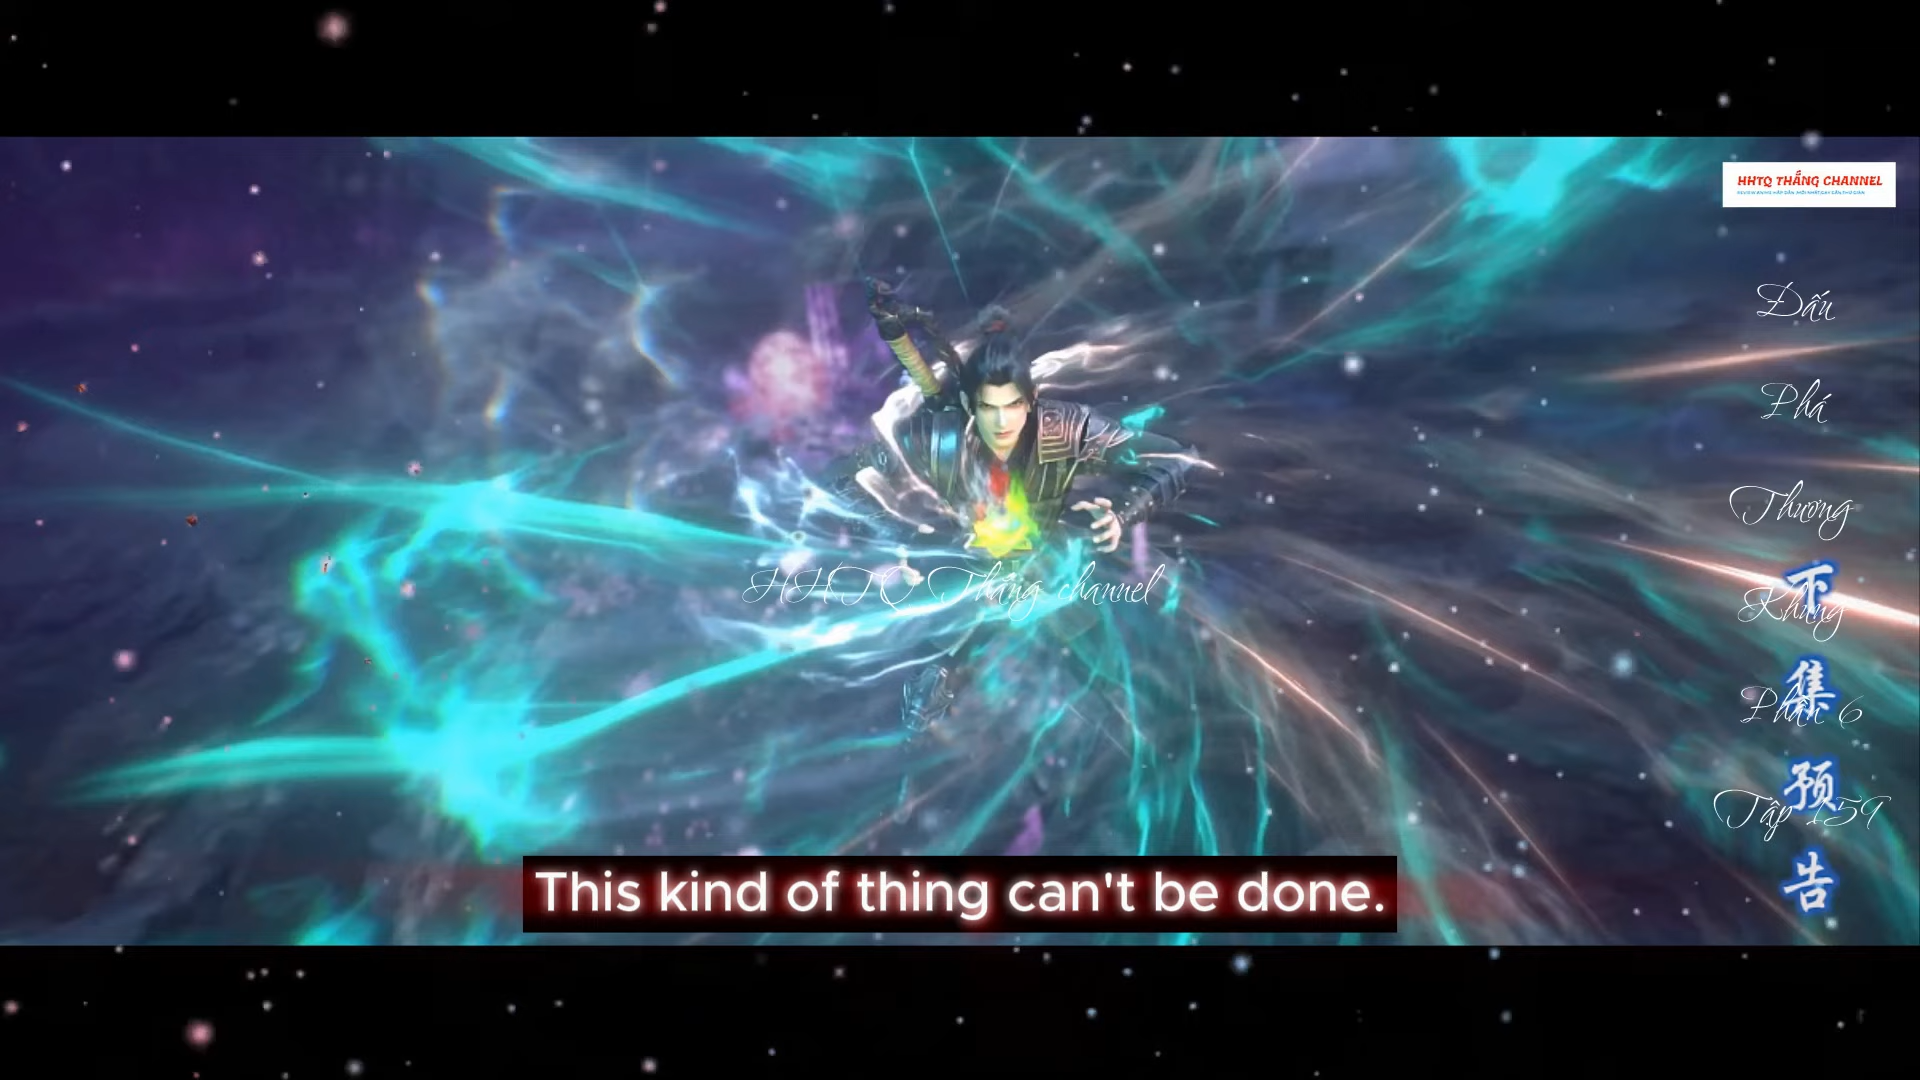 HHTQ THẮNG CHANNEL
Dấu
Phá
Thương
Khung
Phần 6
Tập 159
下集预告
HHTQ Thắng channel
This kind of thing can't be done.